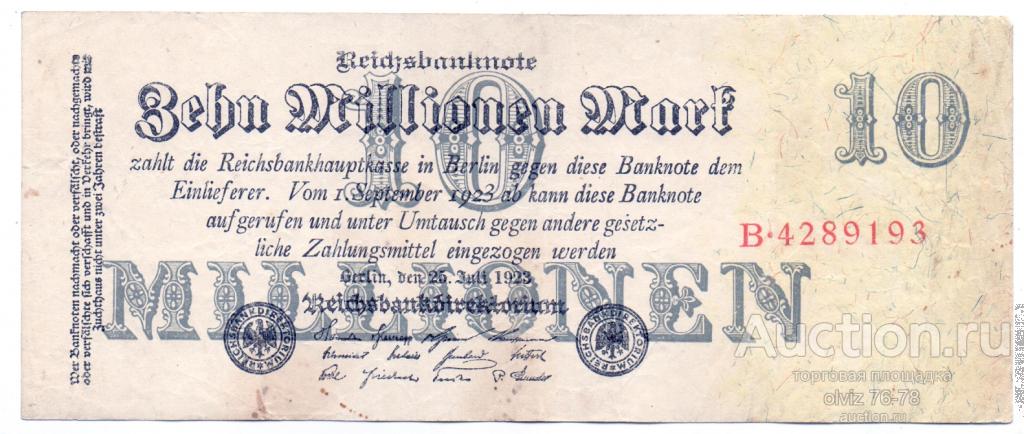 Reichsbanknote
10
Zehn Millionen Mark
10
zahlt die Reichsbankhauptkasse in Berlin gegen diese Banknote dem
Einlieferer. Vom 1. September 1923 ab kann diese Banknote
aufgerufen und unter Umtausch gegen andere gesetz-
liche Zahlungsmittel eingezogen werden
B·4289193
MILLIONEN
Berlin, den 25. Juli 1923
Reichsbankdirektorium
REICHSBANKDIREKTORIUM
REICHSBANKDIREKTORIUM
Wer Banknoten nachmacht oder verfälscht, oder nachgemachte
oder verfälschte sich verschafft und in Verkehr bringt, wird mit
Zuchthaus nicht unter zwei Jahren bestraft
Auction.ru
торговая площадка
olviz 76-78
auction.ru